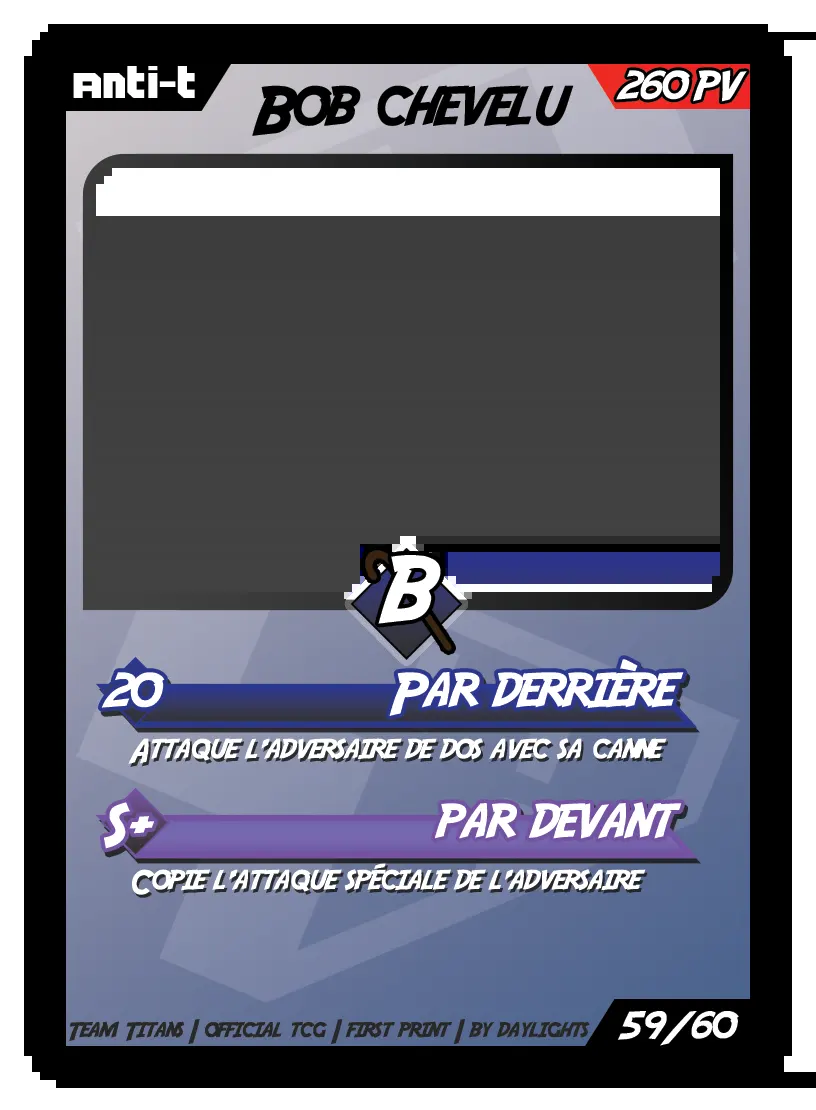 anti-t
Bob chevelu
260 PV
B
20
Par derrière
Attaque l'adversaire de dos avec sa canne
S+
par devant
Copie l'attaque spéciale de l'adversaire
Team Titans | official tcg | first print | by daylights
59/60